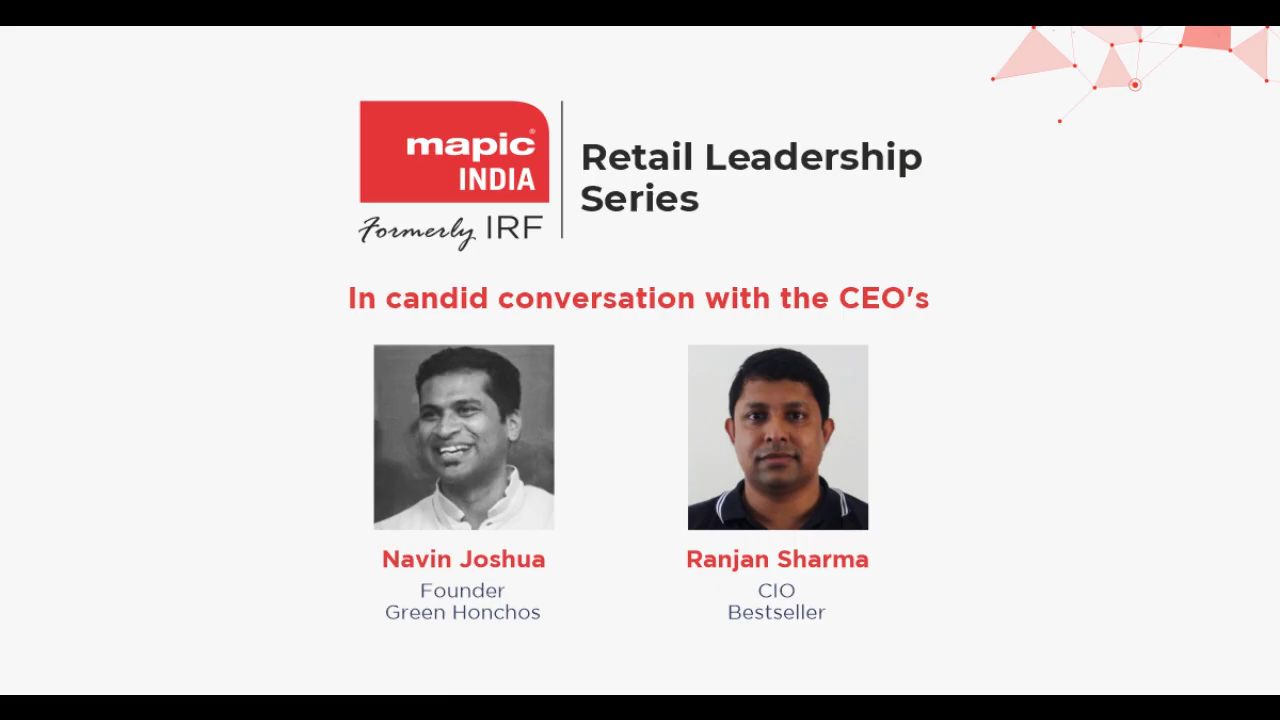 mapic®
INDIA
Formerly IRF
Retail Leadership
Series
In candid conversation with the CEO's
Navin Joshua
Founder
Green Honchos
Ranjan Sharma
CIO
Bestseller